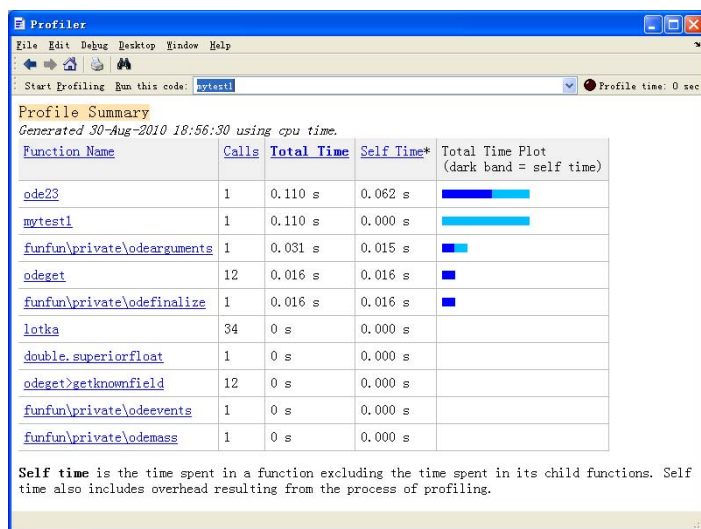 Profiler
File Edit Debug Desktop Window Help
Start Profiling Run this code: mytest1 Profile time: 0 sec
Profile Summary
Generated 30-Aug-2010 18:56:30 using cpu time.
Function Name Calls Total Time Self Time* Total Time Plot
(dark band = self time)
ode23 1 0.110 s 0.062 s
mytest1 1 0.110 s 0.000 s
funfun\private\odearguments 1 0.031 s 0.015 s
odeget 12 0.016 s 0.016 s
funfun\private\odefinalize 1 0.016 s 0.016 s
lotka 34 0 s 0.000 s
double.superiorfloat 1 0 s 0.000 s
odeget>getknownfield 12 0 s 0.000 s
funfun\private\odeevents 1 0 s 0.000 s
funfun\private\odemass 1 0 s 0.000 s
Self time is the time spent in a function excluding the time spent in its child functions. Self
time also includes overhead resulting from the process of profiling.